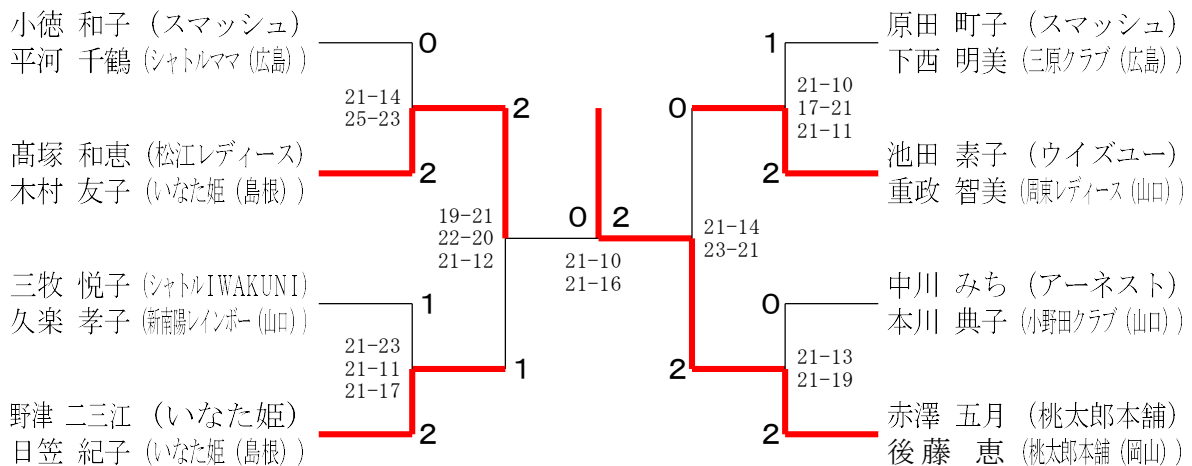 小徳 和子 (スマッシュ)
平河 千鶴 (シャトルママ (広島) )
0
21-14
25-23
2
髙塚 和恵 (松江レディース)
木村 友子 (いなた姫 (島根) )
2
19-21
22-20
21-12
三牧 悦子 (シャトルIWAKUNI)
久楽 孝子 (新南陽レインボー (山口) )
1
21-23
21-11
21-17
1
野津 二三江 (いなた姫)
日笠 紀子 (いなた姫 (島根) )
2
0 2
21-10
21-16
原田 町子 (スマッシュ)
下西 明美 (三原クラブ (広島) )
1
21-10
17-21
21-11
0
池田 素子 (ウイズユー)
重政 智美 (周東レディース (山口) )
2
21-14
23-21
中川 みち (アーネスト)
本川 典子 (小野田クラブ (山口) )
0
21-13
21-19
2
赤澤 五月 (桃太郎本舗)
後藤 恵 (桃太郎本舗 (岡山) )
2